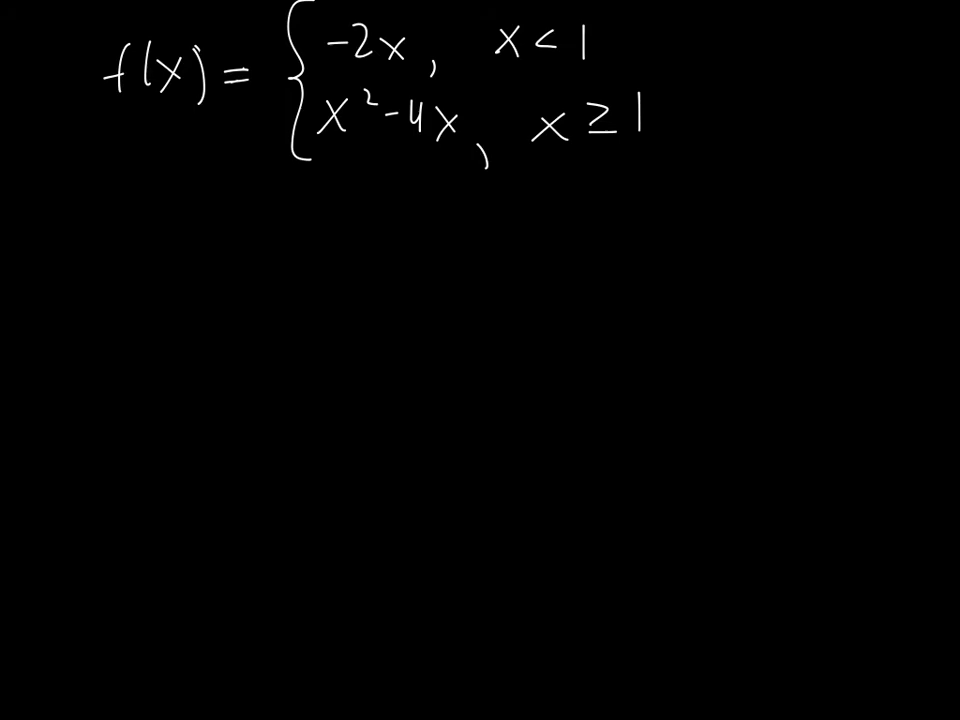 f(x) = { -2x, x < 1
x² - 4x, x ≥ 1